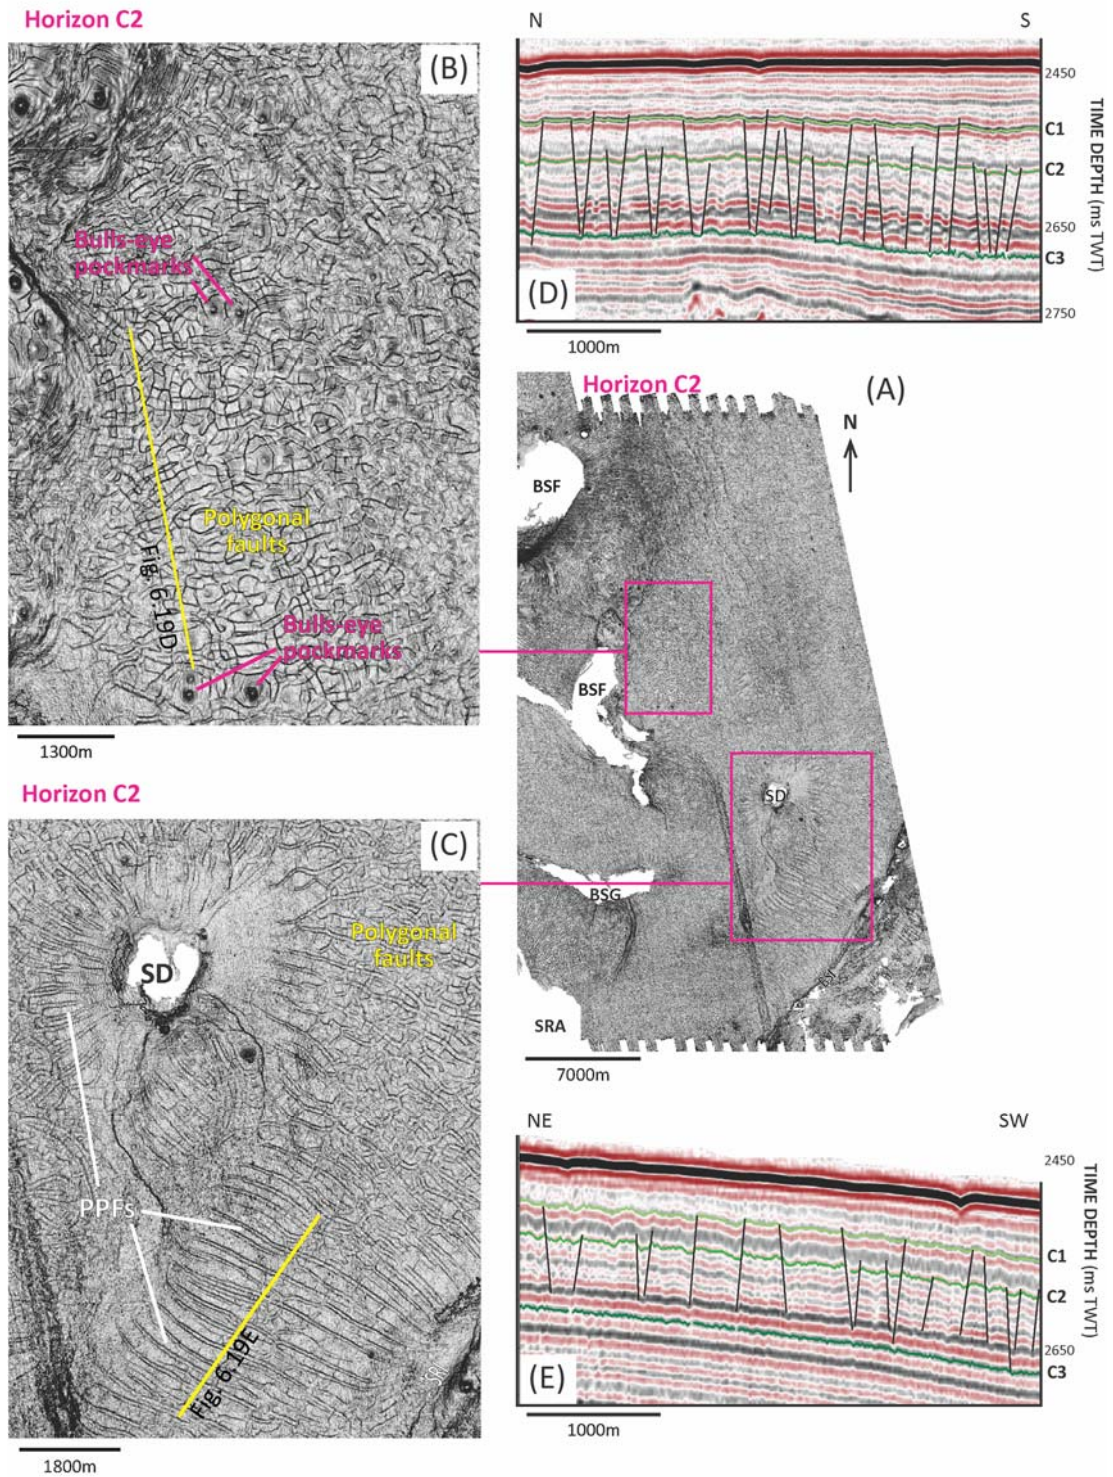 Horizon C2
(B)
Bulls-eye
pockmarks
Polygonal
faults
Fig. 6.19D
Bulls-eye
pockmarks
1300m
N
S
2450
C1
C2
2650
C3
2750
TIME DEPTH (ms TWT)
(D)
1000m
Horizon C2
(A)
N
BSF
BSF
SD
BSG
SRA
7000m
Horizon C2
(C)
SD
Polygonal
faults
PPFs
Fig. 6.19E
1800m
NE
SW
2450
C1
C2
2650
C3
TIME DEPTH (ms TWT)
(E)
1000m